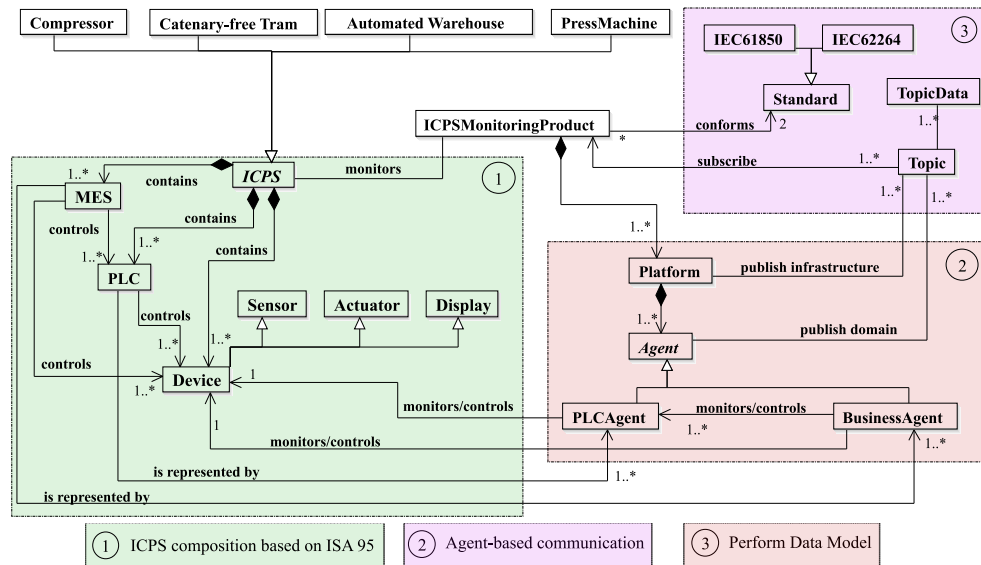 Compressor
Catenary-free Tram
Automated Warehouse
PressMachine
3
IEC61850
IEC62264
Standard
TopicData
2
1..*
ICPSMonitoringProduct
conforms
*
subscribe
1..*
Topic
1..*
1..*
1
ICPS
monitors
contains
1..*
MES
contains
controls
1..*
contains
1..*
PLC
1..*
Platform
publish infrastructure
2
Sensor
Actuator
Display
controls
1..*
publish domain
1..*
1..*
Agent
controls
Device
1..*
1
monitors/controls
PLCAgent
monitors/controls
BusinessAgent
1..*
1
monitors/controls
1..*
is represented by
1..*
is represented by
1 ICPS composition based on ISA 95
2 Agent-based communication
3 Perform Data Model